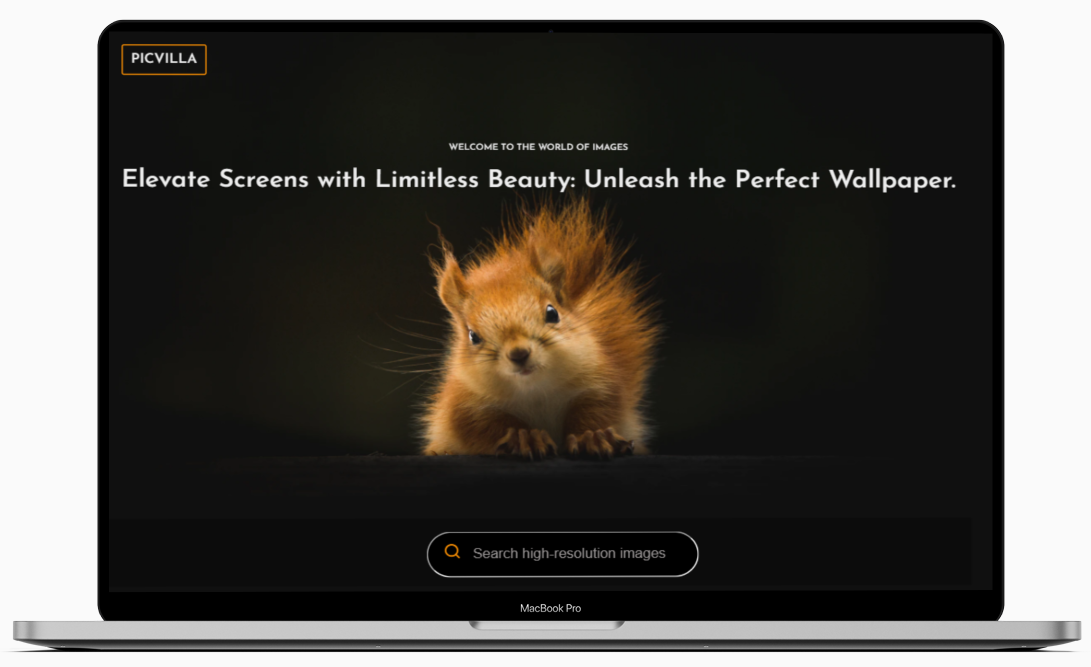 PICVILLA
WELCOME TO THE WORLD OF IMAGES
Elevate Screens with Limitless Beauty: Unleash the Perfect Wallpaper.
Search high-resolution images
MacBook Pro